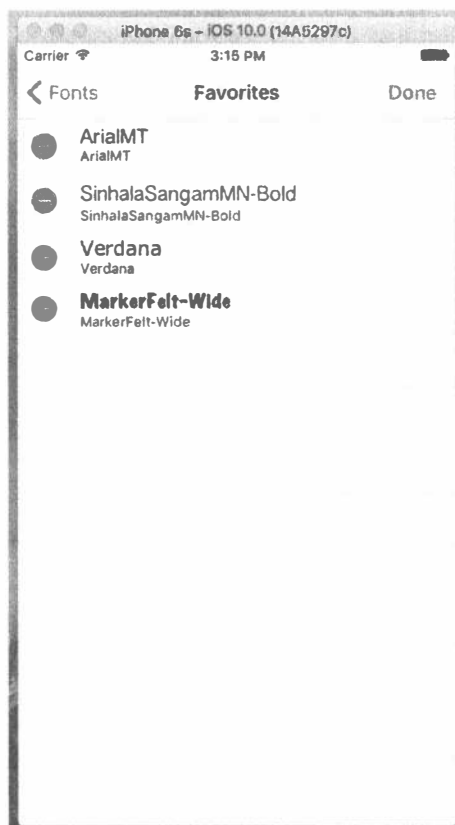 iPhone 6s – iOS 10.0 (14A5297c)
Carrier 3:15 PM
Fonts Favorites Done
ArialMT
ArialMT
SinhalaSangamMN-Bold
SinhalaSangamMN-Bold
Verdana
Verdana
MarkerFelt-Wide
MarkerFelt-Wide